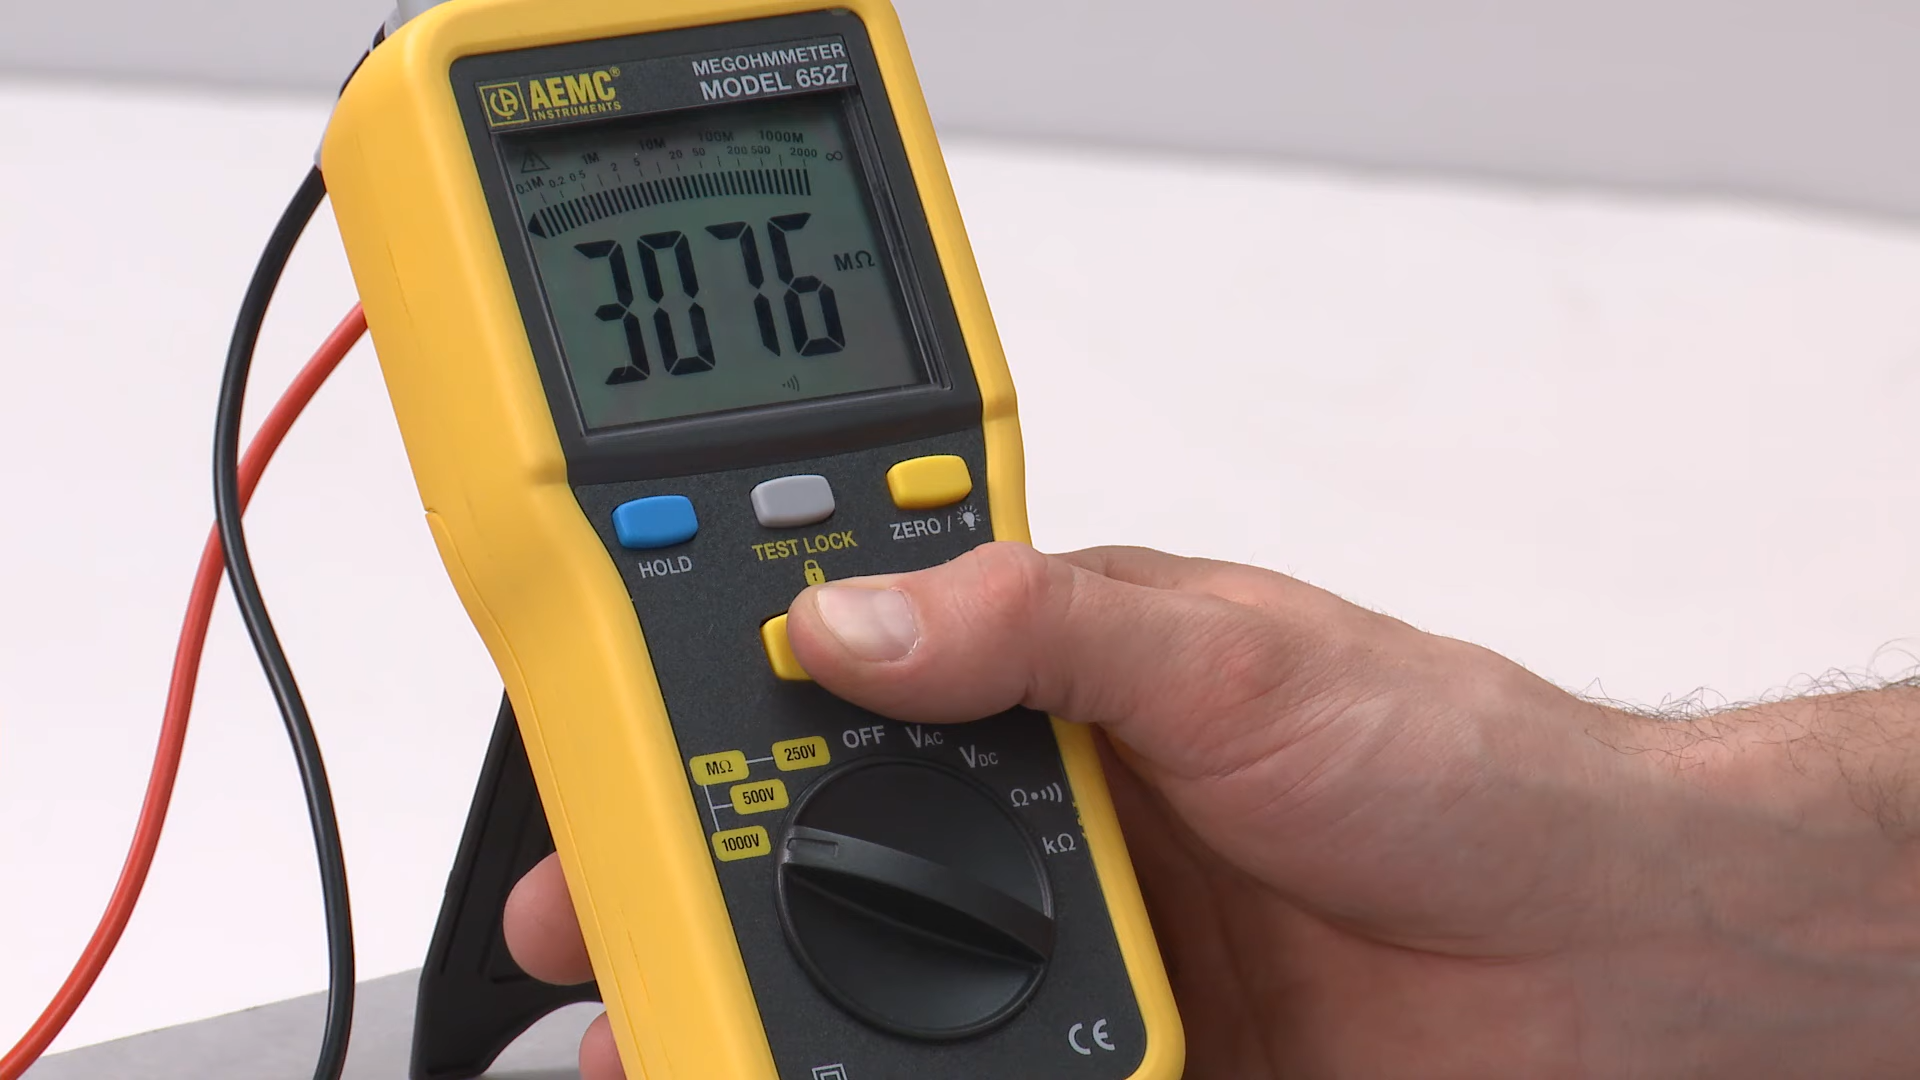 AEMC®
INSTRUMENTS
MEGOHMMETER
MODEL 6527
0.1M 1M 10M 100M 1000M
0.2 0.5 2 5 20 50 200 500 2000 ∞
3076 MΩ
HOLD
TEST LOCK
ZERO /
OFF
VAC
VDC
Ω
kΩ
MΩ 250V
500V
1000V
CE